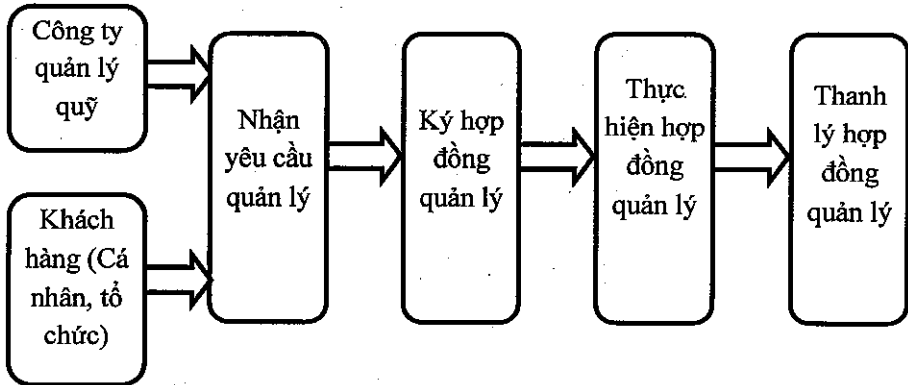 Công ty
quản lý
quỹ
Khách
hàng (Cá
nhân, tổ
chức)
Nhận
yêu cầu
quản lý
Ký hợp
đồng
quản lý
Thực
hiện hợp
đồng
quản lý
Thanh
lý hợp
đồng
quản lý